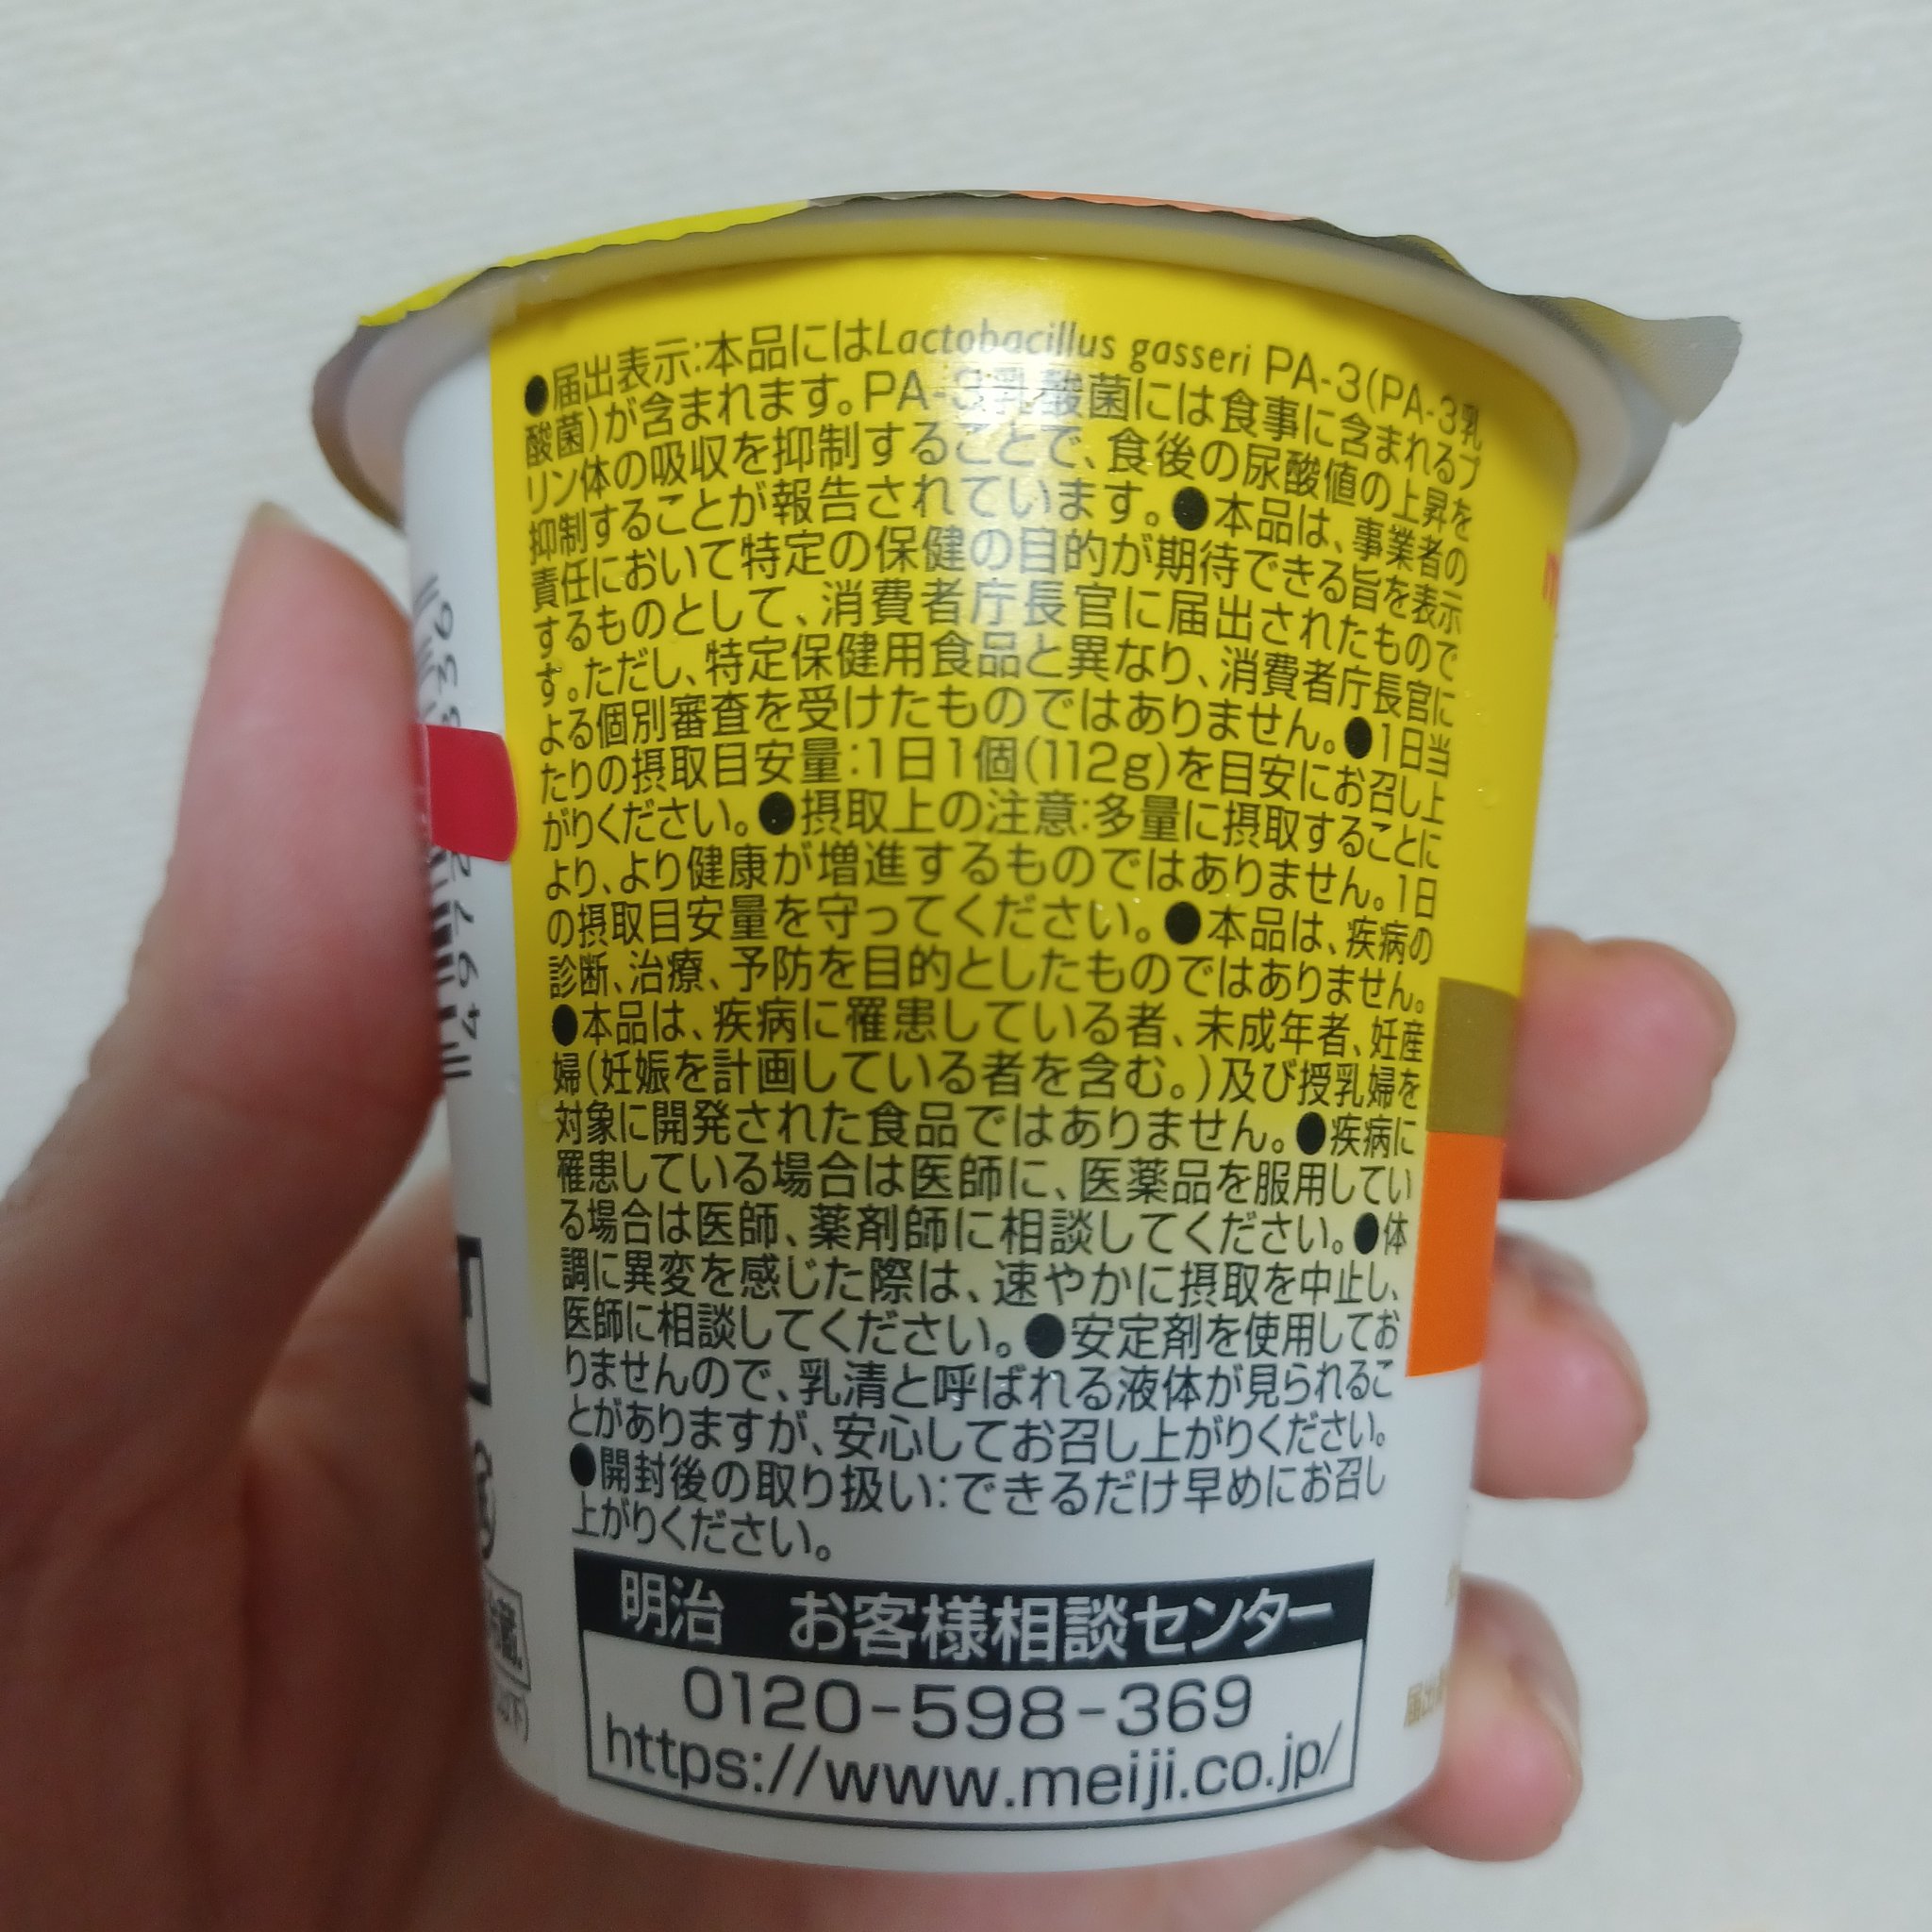 ●届出表示:本品にはLactobacillus gasseri PA-3(PA-3乳
酸菌)が含まれます。PA-3乳酸菌には食事に含まれるプ
リン体の吸収を抑制することで、食後の尿酸値の上昇を
抑制することが報告されています。●本品は、事業者の
責任において特定の保健の目的が期待できる旨を表示
するものとして、消費者庁長官に届出されたもので
す。ただし、特定保健用食品と異なり、消費者庁長官に
よる個別審査を受けたものではありません。●1日当
たりの摂取目安量:1日1個(112g)を目安にお召し上
がりください。●摂取上の注意:多量に摂取することに
より、より健康が増進するものではありません。1日
の摂取目安量を守ってください。●本品は、疾病の
診断、治療、予防を目的としたものではありません。
●本品は、疾病に罹患している者、未成年者、妊産
婦(妊娠を計画している者を含む。)及び授乳婦を
対象に開発された食品ではありません。●疾病に
罹患している場合は医師に、医薬品を服用してい
る場合は医師、薬剤師に相談してください。●体
調に異変を感じた際は、速やかに摂取を中止し、
医師に相談してください。●安定剤を使用してお
りませんので、乳清と呼ばれる液体が見られるこ
とがありますが、安心してお召し上がりください。
●開封後の取り扱い:できるだけ早めにお召し
上がりください。
明治 お客様相談センター
0120-598-369
https://www.meiji.co.jp/